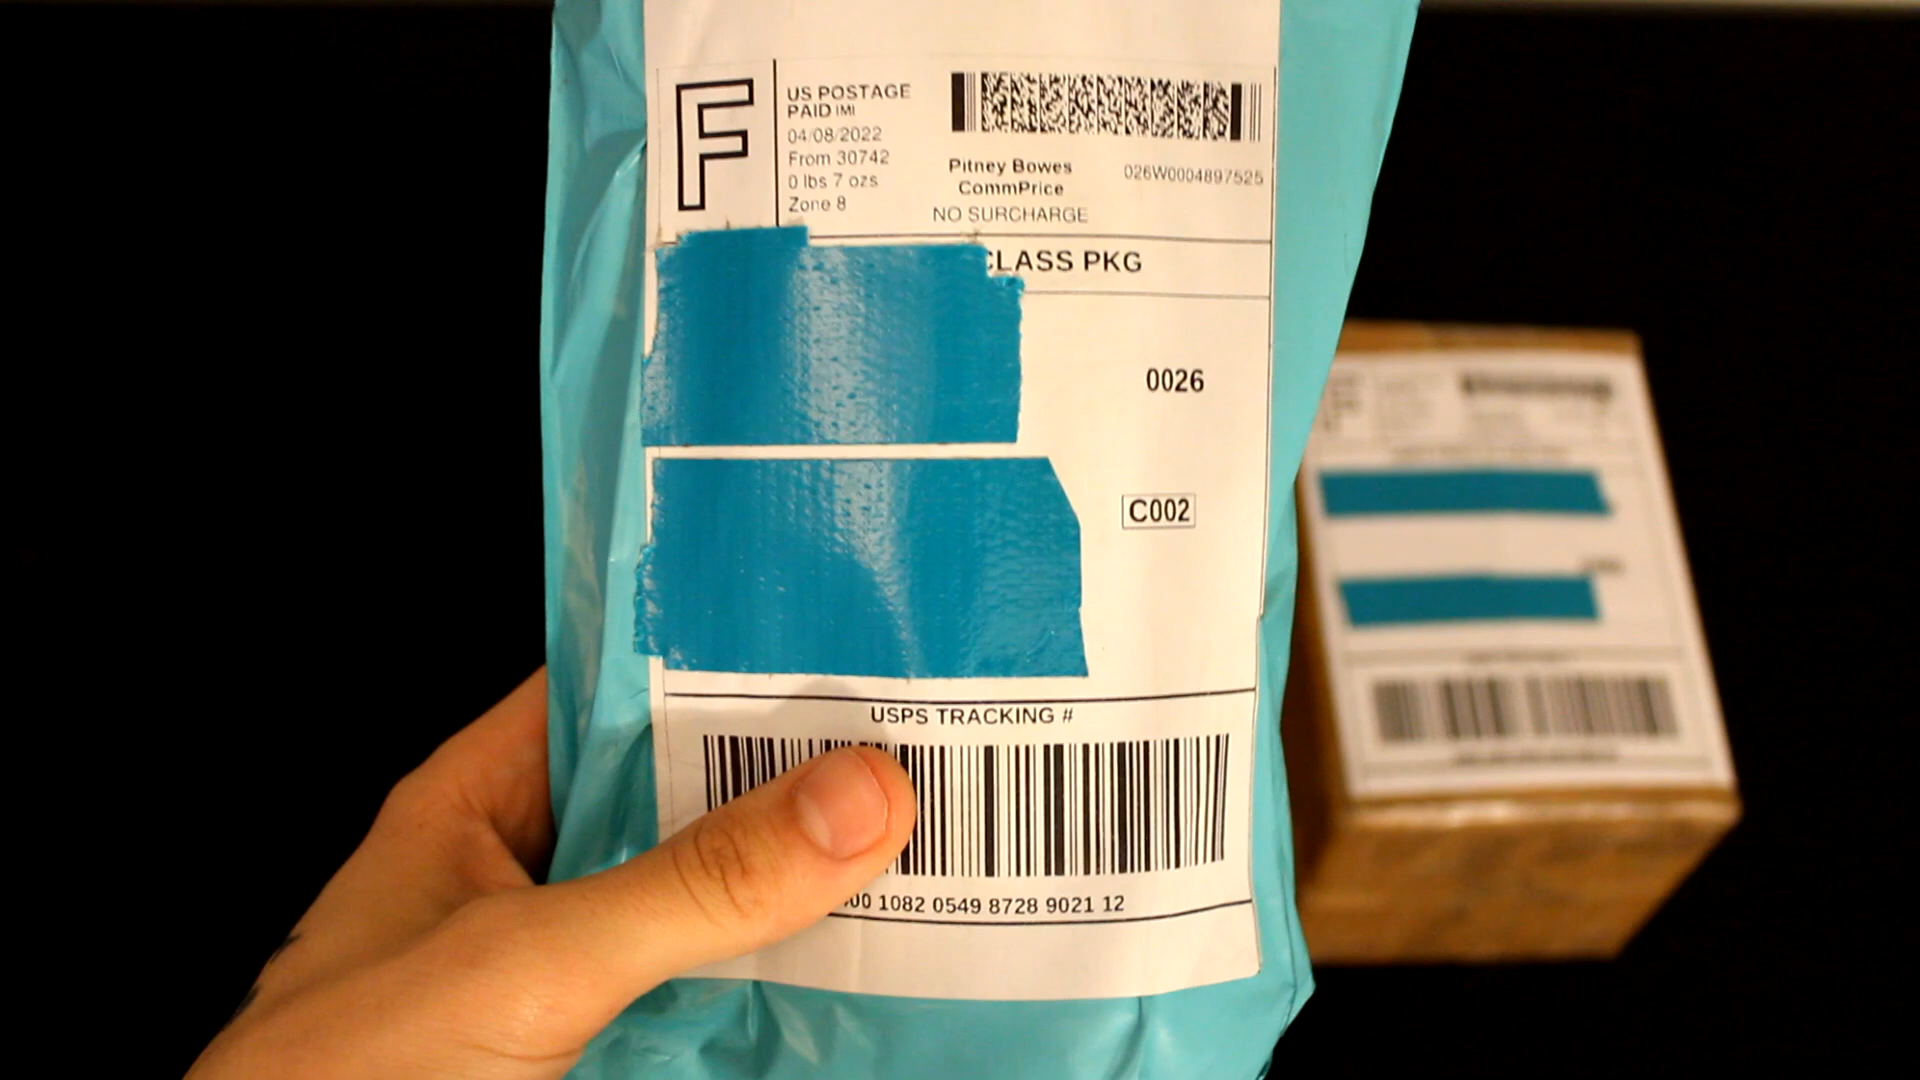 F
US POSTAGE
PAID IMI
04/08/2022
From 30742
0 lbs 7 ozs
Zone 8
Pitney Bowes
CommPrice
NO SURCHARGE
026W0004897525
CLASS PKG
0026
C002
USPS TRACKING #
00 1082 0549 8728 9021 12